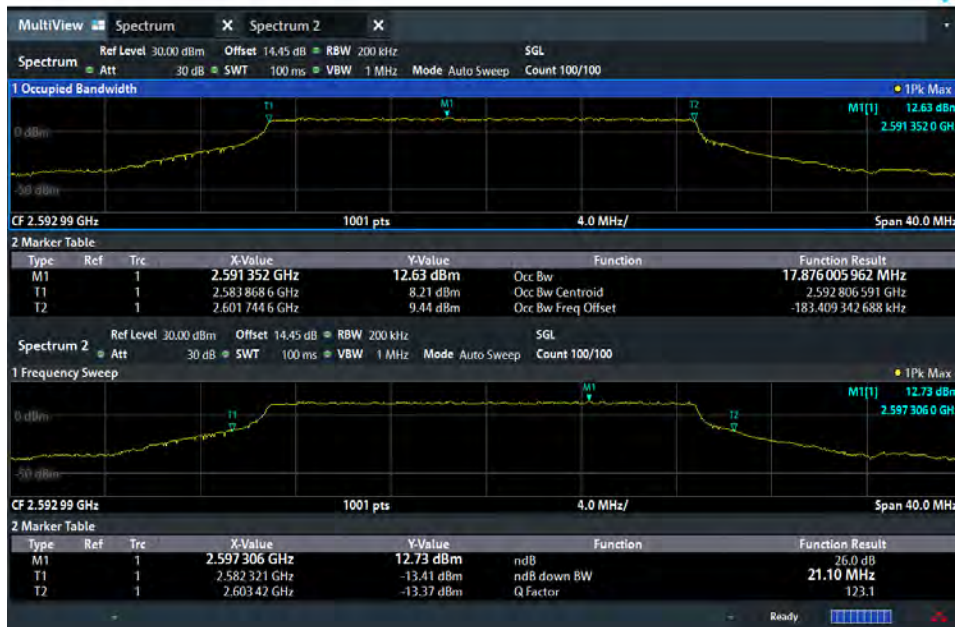 MultiView Spectrum X Spectrum 2 X
Spectrum Ref Level 30.00 dBm Offset 14.45 dB RBW 200 kHz SGL
Att 30 dB SWT 100 ms VBW 1 MHz Mode Auto Sweep Count 100/100
1 Occupied Bandwidth 1Pk Max
T1 M1 T2 M1[1] 12.63 dBm
2.591 352 0 GH
0 dBm
-50 dBm
CF 2.592 99 GHz 1001 pts 4.0 MHz/ Span 40.0 MHz
2 Marker Table
Type Ref Trc X-Value Y-Value Function Function Result
M1 1 2.591 352 GHz 12.63 dBm Occ Bw 17.876 005 962 MHz
T1 1 2.583 868 6 GHz 8.21 dBm Occ Bw Centroid 2.592 806 591 GHz
T2 1 2.601 744 6 GHz 9.44 dBm Occ Bw Freq Offset -183.409 342 688 kHz
Spectrum 2 Ref Level 30.00 dBm Offset 14.45 dB RBW 200 kHz SGL
Att 30 dB SWT 100 ms VBW 1 MHz Mode Auto Sweep Count 100/100
1 Frequency Sweep 1Pk Max
T1 M1 T2 M1[1] 12.73 dBm
2.597 306 0 GH
0 dBm
-50 dBm
CF 2.592 99 GHz 1001 pts 4.0 MHz/ Span 40.0 MHz
2 Marker Table
Type Ref Trc X-Value Y-Value Function Function Result
M1 1 2.597 306 GHz 12.73 dBm ndB 26.0 dB
T1 1 2.582 321 GHz -13.41 dBm ndB down BW 21.10 MHz
T2 1 2.603 42 GHz -13.37 dBm Q Factor 123.1
Ready